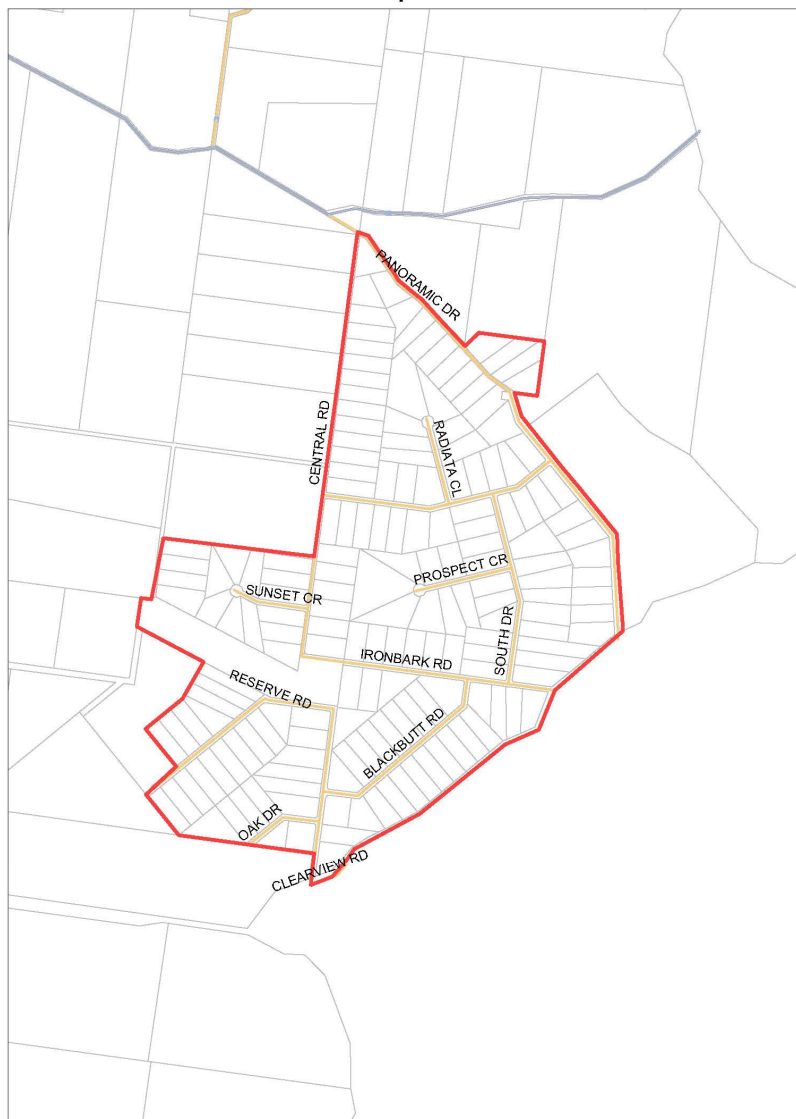 PANORAMIC DR
CENTRAL RD
RADIATA CL
PROSPECT CR
SUNSET CR
SOUTH DR
IRONBARK RD
RESERVE RD
BLACKBUTT RD
OAK DR
CLEARVIEW RD